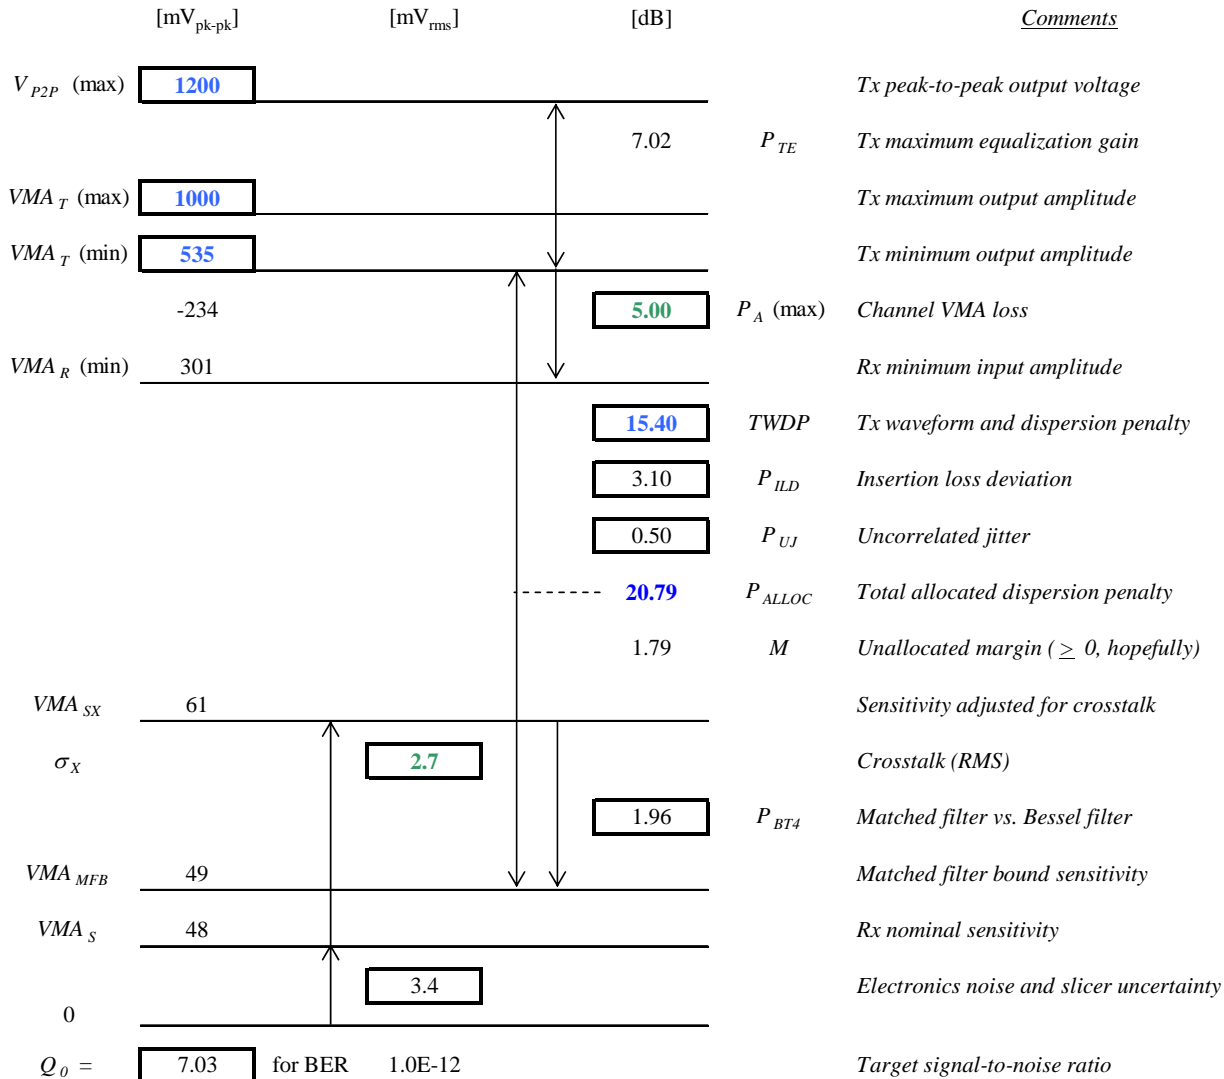 [mVpk-pk] [mVrms] [dB] Comments
VP2P (max) 1200 Tx peak-to-peak output voltage
7.02 PTE Tx maximum equalization gain
VMAT (max) 1000 Tx maximum output amplitude
VMAT (min) 535 Tx minimum output amplitude
-234 5.00 PA (max) Channel VMA loss
VMAR (min) 301 Rx minimum input amplitude
15.40 TWDP Tx waveform and dispersion penalty
3.10 PILD Insertion loss deviation
0.50 PUJ Uncorrelated jitter
20.79 PALLOC Total allocated dispersion penalty
1.79 M Unallocated margin ( ≥ 0, hopefully)
VMASX 61 Sensitivity adjusted for crosstalk
σX 2.7 Crosstalk (RMS)
1.96 PBT4 Matched filter vs. Bessel filter
VMAMFB 49 Matched filter bound sensitivity
VMAS 48 Rx nominal sensitivity
3.4 Electronics noise and slicer uncertainty
0
Q0 = 7.03 for BER 1.0E-12 Target signal-to-noise ratio